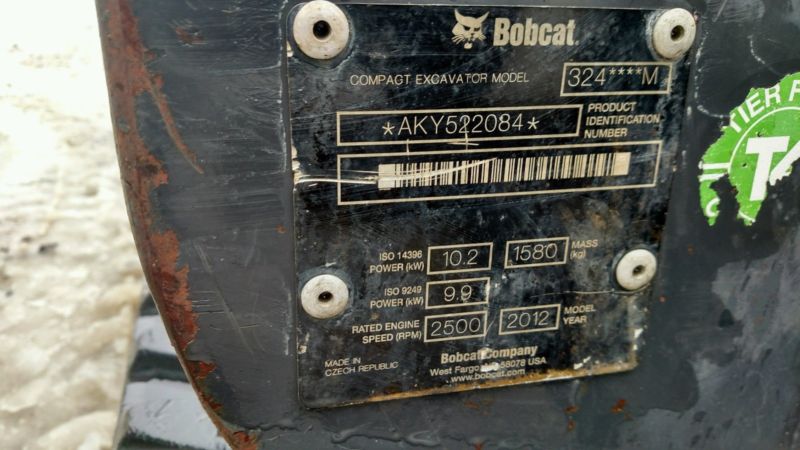 Bobcat.
COMPACT EXCAVATOR MODEL 324****M
*AKY522084* PRODUCT IDENTIFICATION NUMBER
ISO 14396 POWER (kW) 10.2 1580 MASS (kg)
ISO 9249 POWER (kW) 9.9
RATED ENGINE SPEED (RPM) 2500 2012 MODEL YEAR
MADE IN CZECH REPUBLIC
Bobcat Company
West Fargo 58078 USA
www.bobcat.com
TIER
T4